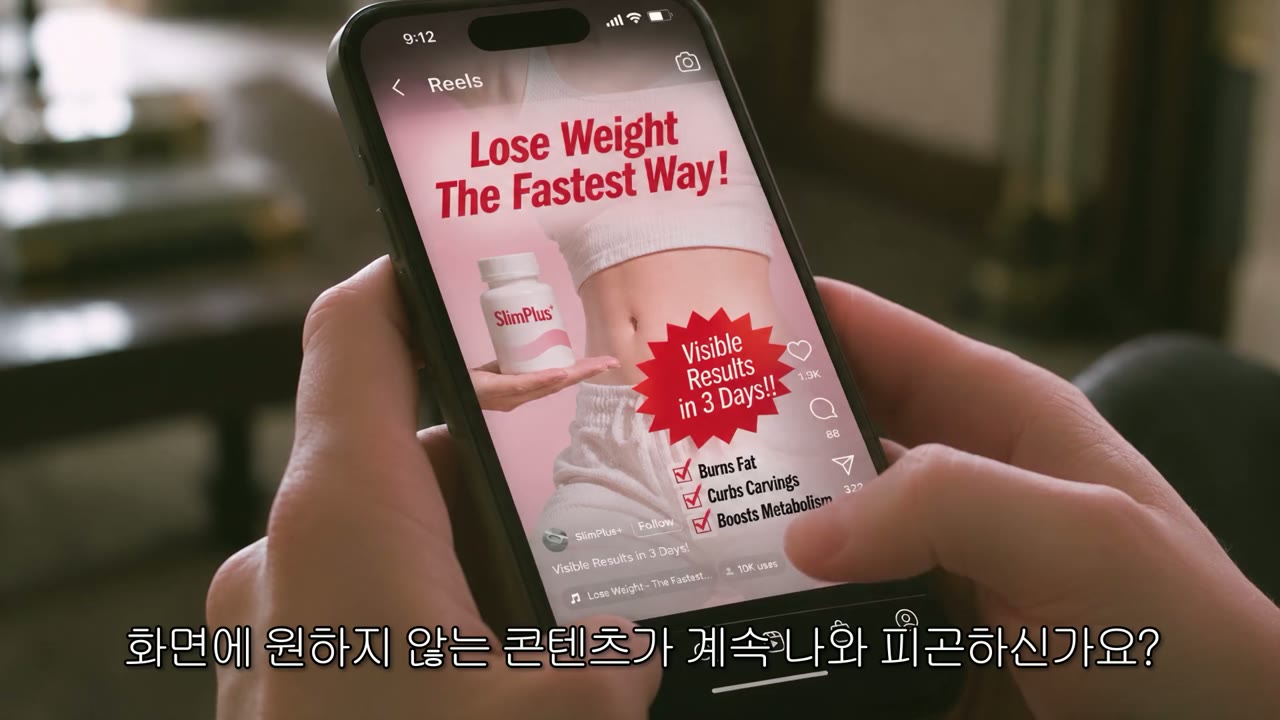 9:12
Reels
Lose Weight
The Fastest Way!
SlimPlus+
Visible
Results
in 3 Days!!
1.9K
88
322
Burns Fat
Curbs Carvings
Boosts Metabolism
SlimPlus+ Follow
Visible Results in 3 Days!
Lose Weight - The Fastest... 10K uses
화면에 원하지 않는 콘텐츠가 계속 나와 피곤하신가요?